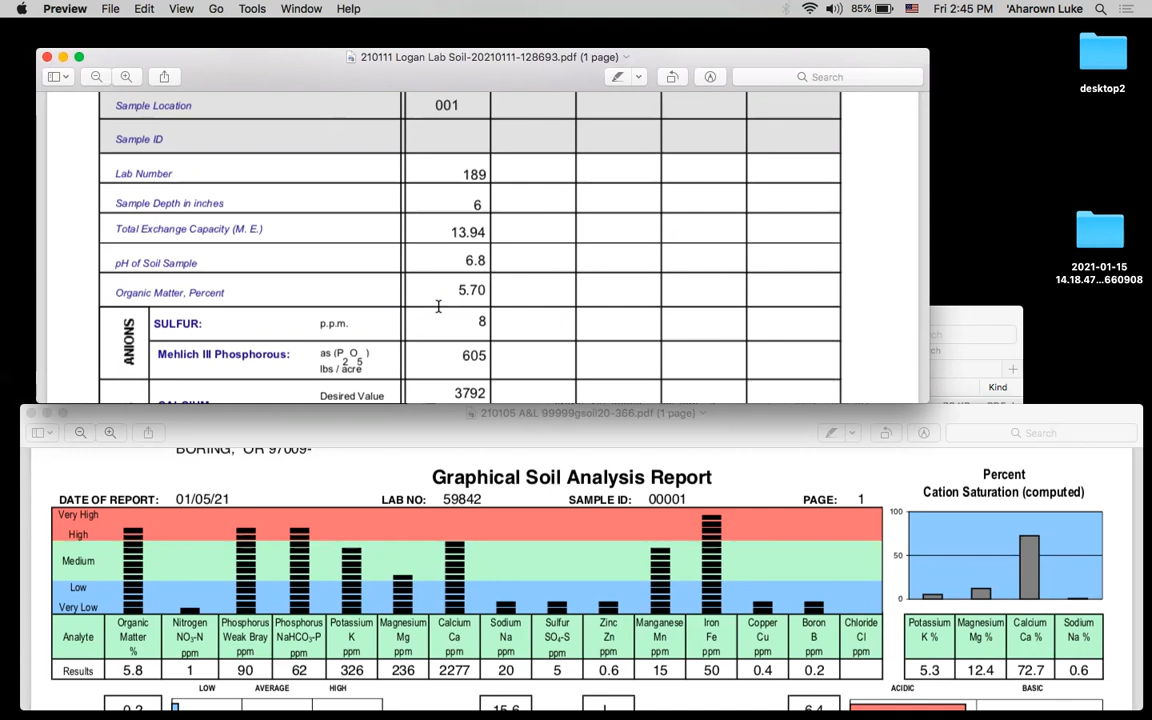 Preview File Edit View Go Tools Window Help 85% Fri 2:45 PM 'Aharown Luke
desktop2
2021-01-15
14.18.47...660908
210111 Logan Lab Soil-20210111-128693.pdf (1 page)
Search
Sample Location 001
Sample ID
Lab Number 189
Sample Depth in inches 6
Total Exchange Capacity (M. E.) 13.94
pH of Soil Sample 6.8
Organic Matter, Percent 5.70
ANIONS
SULFUR: p.p.m. 8
Mehlich III Phosphorous: as (P2O5) lbs / acre 605
CALCIUM Desired Value 3792
Kind
210105 A&L 99999gsoil20-366.pdf (1 page)
Search
BORING, OR 97009-
Graphical Soil Analysis Report
DATE OF REPORT: 01/05/21 LAB NO: 59842 SAMPLE ID: 00001 PAGE: 1
Percent
Cation Saturation (computed)
Very High
High
Medium
Low
Very Low
100
50
0
Analyte
Organic Matter %
Nitrogen NO3-N ppm
Phosphorus Weak Bray ppm
Phosphorus NaHCO3-P ppm
Potassium K ppm
Magnesium Mg ppm
Calcium Ca ppm
Sodium Na ppm
Sulfur SO4-S ppm
Zinc Zn ppm
Manganese Mn ppm
Iron Fe ppm
Copper Cu ppm
Boron B ppm
Chloride Cl ppm
Potassium K %
Magnesium Mg %
Calcium Ca %
Sodium Na %
Results 5.8 1 90 62 326 236 2277 20 5 0.6 15 50 0.4 0.2 5.3 12.4 72.7 0.6
LOW AVERAGE HIGH ACIDIC BASIC
0.2 15.6 L 6.4